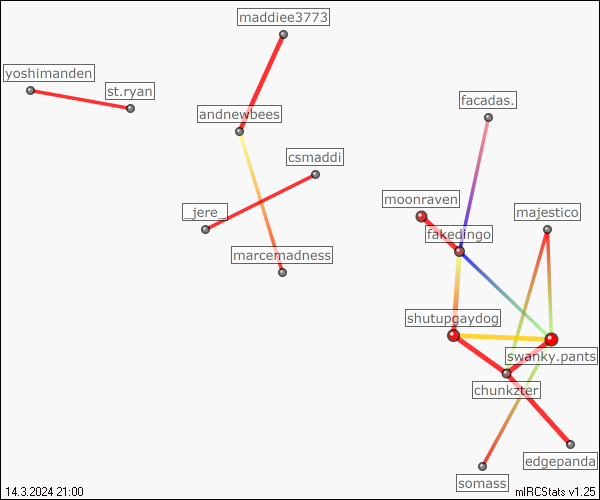 maddiee3773
yoshimanden
st.ryan
facadas.
andnewbees
csmaddi
moonraven
_jere_
majestico
fakedingo
marcemadness
shutupgaydog
swanky.pants
chunkzter
edgepanda
somass
14.3.2024 21:00
mIRCStats v1.25